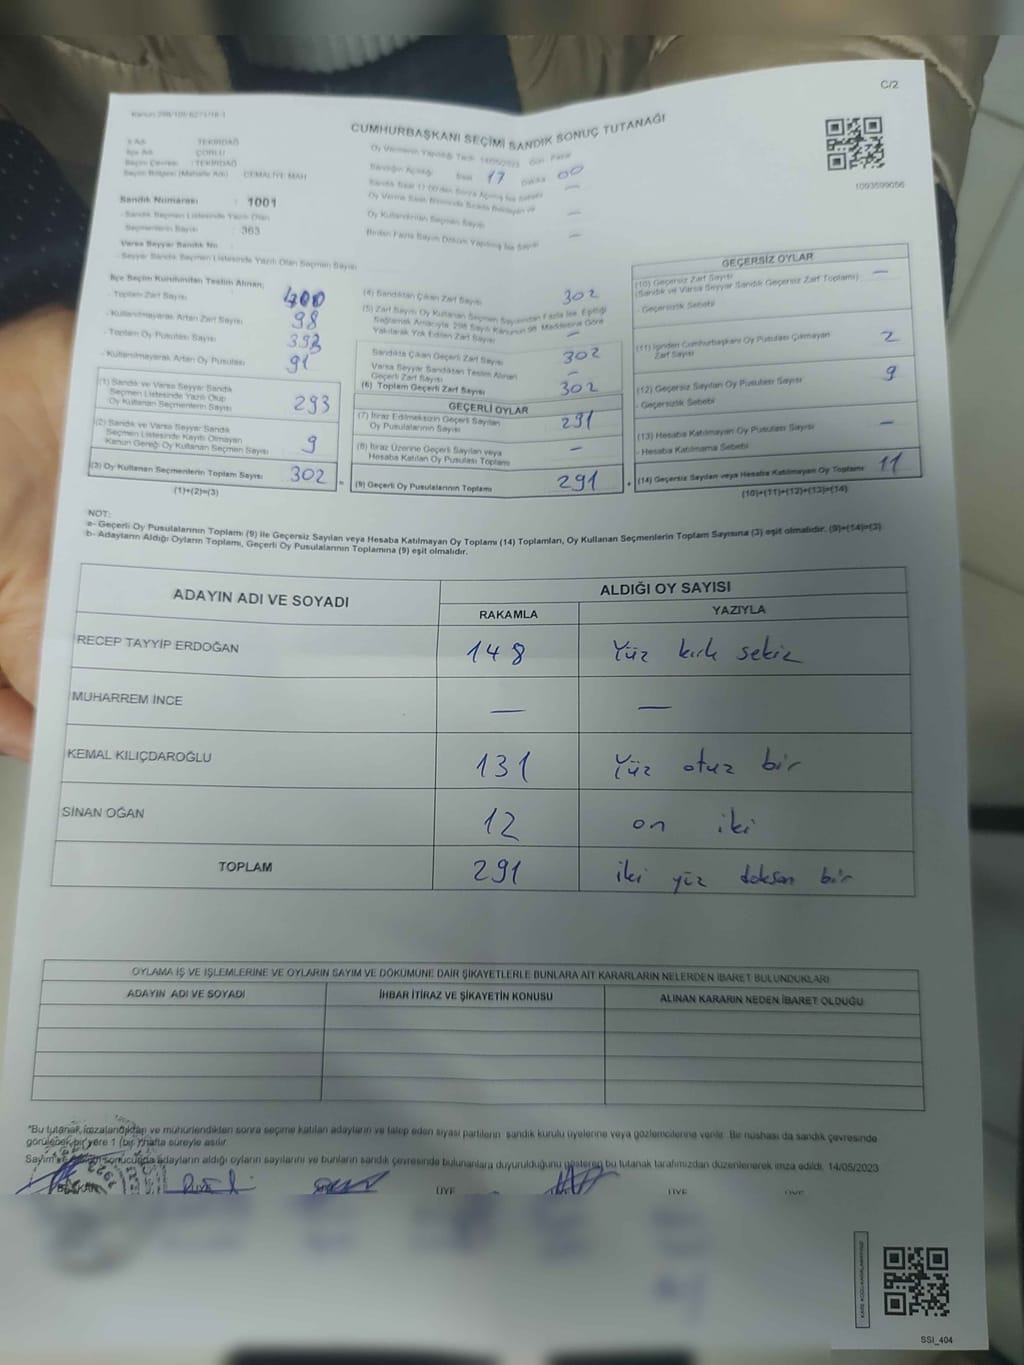 C/2
Kanun 298/105 6271/18-1
CUMHURBAŞKANI SEÇİMİ SANDIK SONUÇ TUTANAĞI
İl Adı : TEKİRDAĞ
İlçe Adı : ÇORLU
Seçim Çevresi : TEKİRDAĞ
Seçim Bölgesi (Mahalle Adı) : CEMALİYE MAH
Oy Vermenin Yapıldığı Tarih 14/05/2023 Gün : Pazar
Sandığın Açıldığı : Saat 17 Dakika 00
Sandık Saat 17:00'den Sonra Açılmış İse Sebebi —
Oy Verme Saati Bitiminde Sırada Bekleyen ve
Oy Kullandırılan Seçmen Sayısı —
Birden Fazla Sayım Döküm Yapılmış İse Sayısı —
1093599056
Sandık Numarası : 1001
- Sandık Seçmen Listesinde Yazılı Olan
Seçmenlerin Sayısı : 363
Varsa Seyyar Sandık No :
- Seyyar Sandık Seçmen Listesinde Yazılı Olan Seçmen Sayısı
İlçe Seçim Kurulundan Teslim Alınan;
- Toplam Zarf Sayısı 400
- Kullanılmayarak Artan Zarf Sayısı 98
- Toplam Oy Pusulası Sayısı 393
- Kullanılmayarak Artan Oy Pusulası 91
(1) Sandık ve Varsa Seyyar Sandık
Seçmen Listesinde Yazılı Olup
Oy Kullanan Seçmenlerin Sayısı 293
(2) Sandık ve Varsa Seyyar Sandık
Seçmen Listesinde Kayıtlı Olmayan
Kanun Gereği Oy Kullanan Seçmen Sayısı 9
(3) Oy Kullanan Seçmenlerin Toplam Sayısı 302
(1)+(2)=(3)
(4) Sandıktan Çıkan Zarf Sayısı 302
(5) Zarf Sayısı Oy Kullanan Seçmen Sayısından Fazla İse, Eşitliği
Sağlamak Amacıyla 298 Sayılı Kanunun 98. Maddesine Göre
Yakılarak Yok Edilen Zarf Sayısı —
Sandıkta Çıkan Geçerli Zarf Sayısı 302
Varsa Seyyar Sandıktan Teslim Alınan
Geçerli Zarf Sayısı —
(6) Toplam Geçerli Zarf Sayısı 302
GEÇERLİ OYLAR
(7) İtiraz Edilmeksizin Geçerli Sayılan
Oy Pusulalarının Sayısı 291
(8) İtiraz Üzerine Geçerli Sayılan veya
Hesaba Katılan Oy Pusulası Toplamı —
= (9) Geçerli Oy Pusulalarının Toplamı 291 +
GEÇERSİZ OYLAR
(10) Geçersiz Zarf Sayısı —
(Sandık ve Varsa Seyyar Sandık Geçersiz Zarf Toplamı)
- Geçersizlik Sebebi
(11) İçinden Cumhurbaşkanı Oy Pusulası Çıkmayan
Zarf Sayısı 2
(12) Geçersiz Sayılan Oy Pusulası Sayısı 9
- Geçersizlik Sebebi
(13) Hesaba Katılmayan Oy Pusulası Sayısı —
- Hesaba Katılmama Sebebi
(14) Geçersiz Sayılan veya Hesaba Katılmayan Oy Toplamı 11
(10)+(11)+(12)+(13)=(14)
NOT:
a- Geçerli Oy Pusulalarının Toplamı (9) ile Geçersiz Sayılan veya Hesaba Katılmayan Oy Toplamı (14) Toplamları, Oy Kullanan Seçmenlerin Toplam Sayısına (3) eşit olmalıdır. (9)+(14)=(3)
b- Adayların Aldığı Oyların Toplamı, Geçerli Oy Pusulalarının Toplamına (9) eşit olmalıdır.
ADAYIN ADI VE SOYADI ALDIĞI OY SAYISI
RAKAMLA YAZIYLA
RECEP TAYYİP ERDOĞAN 148 Yüz kırk sekiz
MUHARREM İNCE — —
KEMAL KILIÇDAROĞLU 131 Yüz otuz bir
SİNAN OĞAN 12 on iki
TOPLAM 291 iki yüz doksan bir
OYLAMA İŞ VE İŞLEMLERİNE VE OYLARIN SAYIM VE DÖKÜMÜNE DAİR ŞİKAYETLERLE BUNLARA AİT KARARLARIN NELERDEN İBARET BULUNDUKLARI
ADAYIN ADI VE SOYADI İHBAR İTİRAZ VE ŞİKAYETİN KONUSU ALINAN KARARIN NEDEN İBARET OLDUĞU
*Bu tutanak, imzalandıktan ve mühürlendikten sonra seçime katılan adayların ve talep eden siyasi partilerin sandık kurulu üyelerine veya gözlemcilerine verilir. Bir nüshası da sandık çevresinde
görülebilir bir yere 1 (bir) hafta süreyle asılır.
Sayım ve döküm sonucunda adayların aldığı oyların sayılarını ve bunların sandık çevresinde bulunanlara duyurulduğunu gösteren bu tutanak tarafımızdan düzenlenerek imza edildi. 14/05/2023
BAŞKAN ÜYE ÜYE ÜYE ÜYE
SSI_404